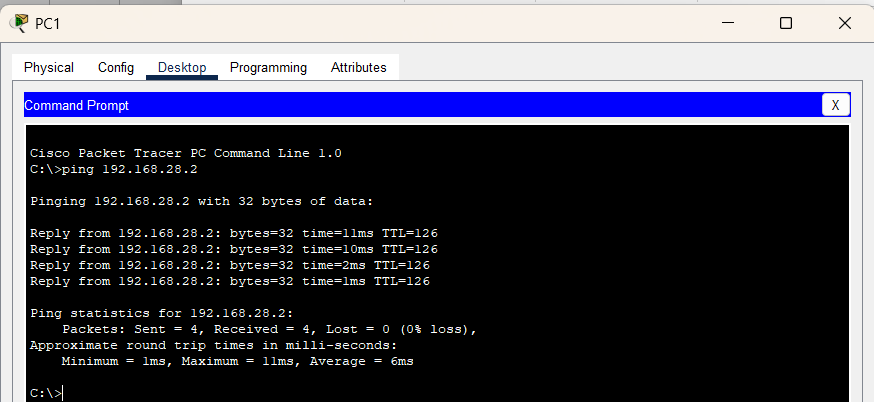 PC1
Physical Config Desktop Programming Attributes
Command Prompt X
Cisco Packet Tracer PC Command Line 1.0
C:\>ping 192.168.28.2
Pinging 192.168.28.2 with 32 bytes of data:
Reply from 192.168.28.2: bytes=32 time=11ms TTL=126
Reply from 192.168.28.2: bytes=32 time=10ms TTL=126
Reply from 192.168.28.2: bytes=32 time=2ms TTL=126
Reply from 192.168.28.2: bytes=32 time=1ms TTL=126
Ping statistics for 192.168.28.2:
Packets: Sent = 4, Received = 4, Lost = 0 (0% loss),
Approximate round trip times in milli-seconds:
Minimum = 1ms, Maximum = 11ms, Average = 6ms
C:\>